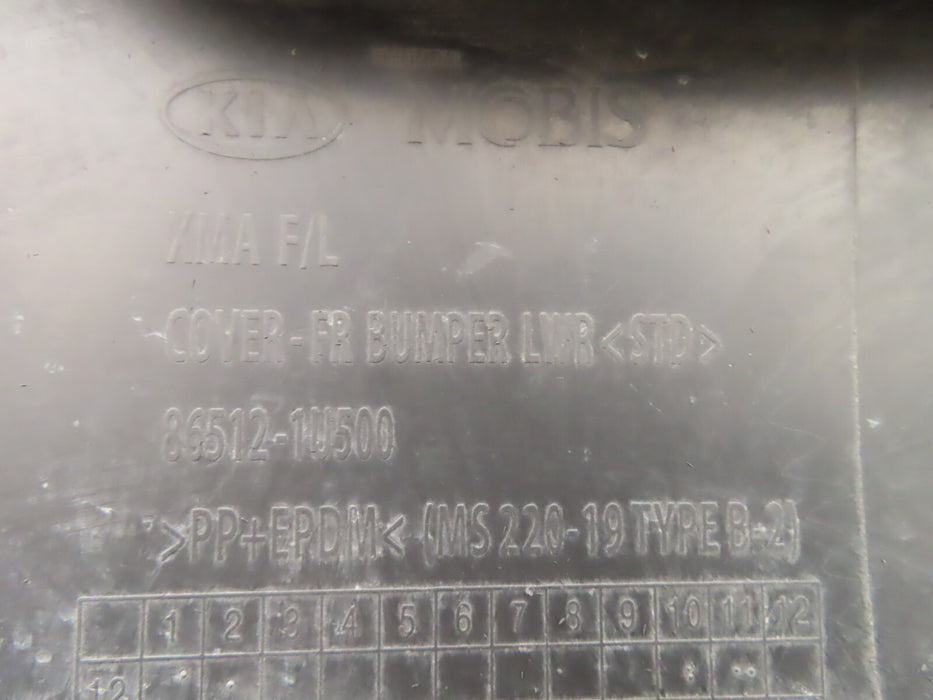 KIA MOBIS
XMA F/L
COVER-FR BUMPER LWR<STD>
86512-1U500
>PP+EPDM< (MS 220-19 TYPE B-2)
1 2 3 4 5 6 7 8 9 10 11 12
12